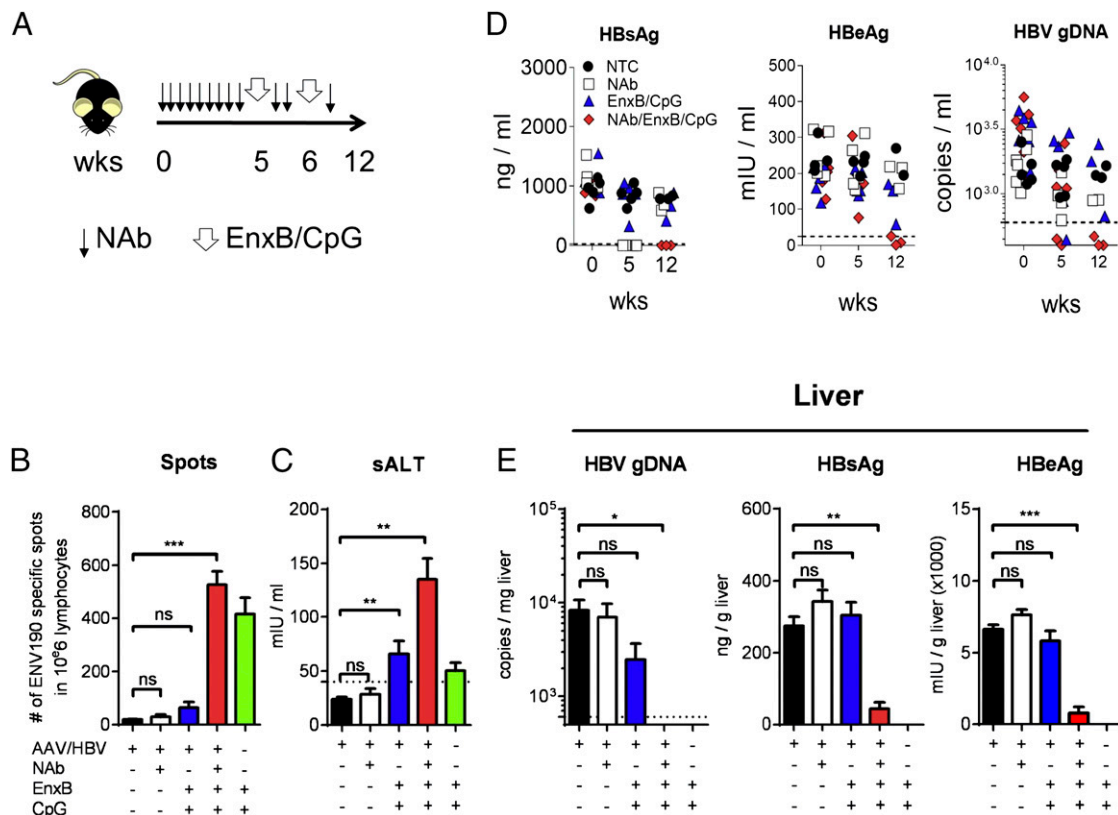 A
wks 0 5 6 12
NAb EnxB/CpG
D
HBsAg
ng / ml
3000
2000
1000
0
NTC
NAb
EnxB/CpG
NAb/EnxB/CpG
0 5 12
wks
HBeAg
mIU / ml
500
400
300
200
100
0
0 5 12
wks
HBV gDNA
copies / ml
10^4.0
10^3.5
10^3.0
0 5 12
wks
B
Spots
# of ENV190 specific spots
in 10^e6 lymphocytes
800
600
400
200
0
***
ns
ns
AAV/HBV + + + + -
NAb - + - + -
EnxB - - + + +
CpG - - + + +
C
sALT
mIU / ml
200
150
100
50
0
**
**
ns
+ + + + -
- + - + -
- - + + +
- - + + +
Liver
E
HBV gDNA
copies / mg liver
10^5
10^4
10^3
*
ns
ns
+ + + + -
- + - + -
- - + + +
- - + + +
HBsAg
ng / g liver
600
400
200
0
**
ns
ns
+ + + + -
- + - + -
- - + + +
- - + + +
HBeAg
mIU / g liver (x1000)
15
10
5
0
***
ns
ns
+ + + + -
- + - + -
- - + + +
- - + + +